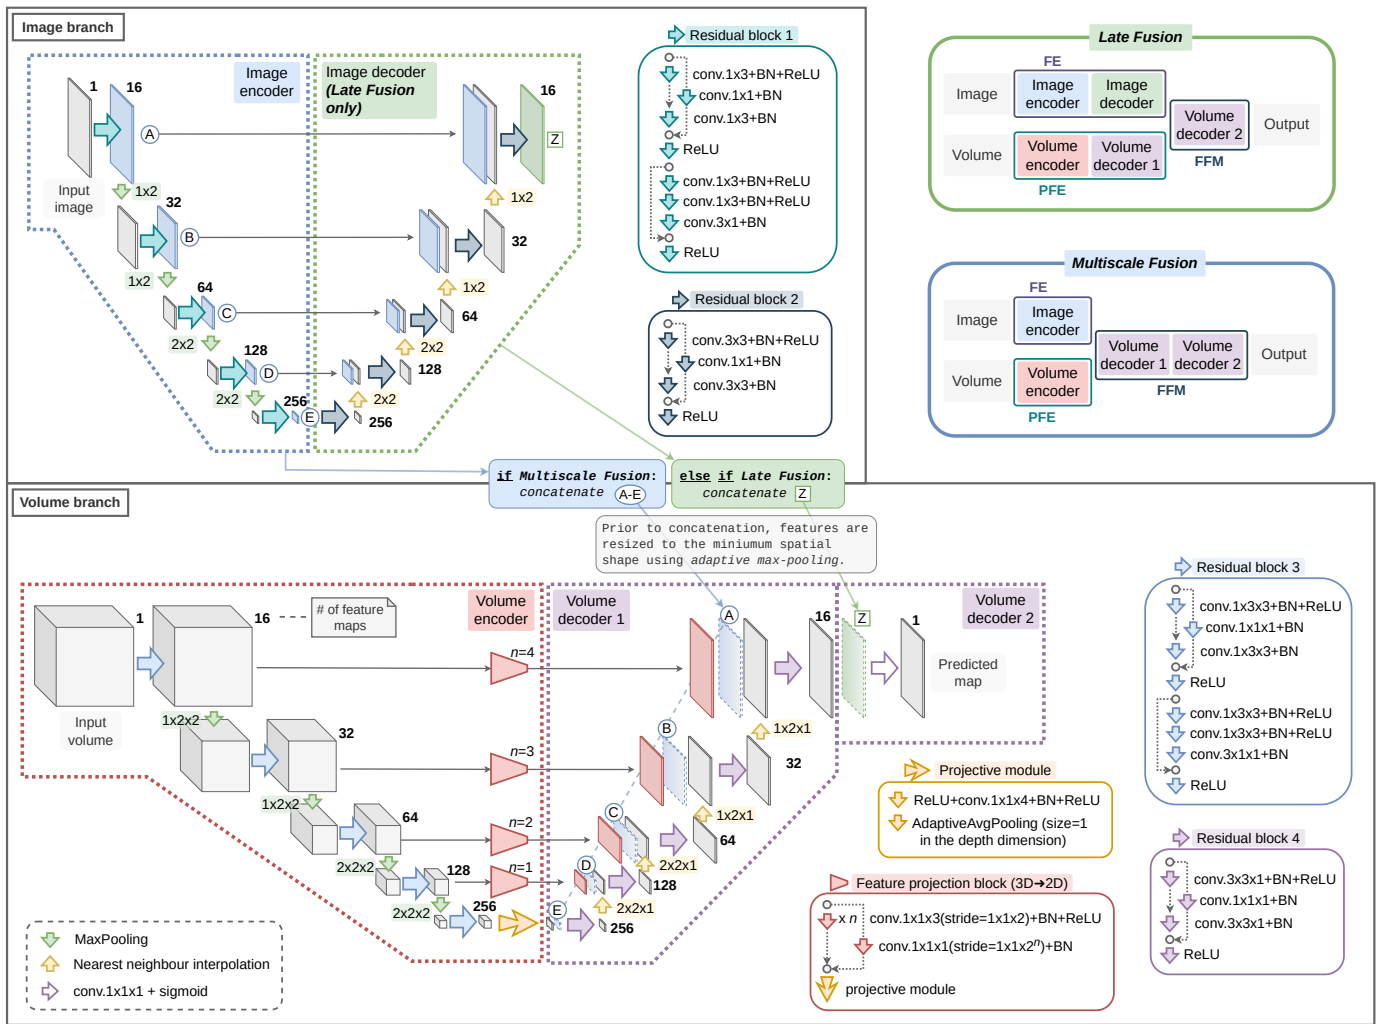 Image branch
Image
encoder
Image decoder
(Late Fusion
only)
1
16
A
Input
image
1x2
32
B
1x2
64
C
2x2
128
D
2x2
256
E
16
Z
1x2
32
1x2
64
2x2
128
2x2
256
Residual block 1
conv.1x3+BN+ReLU
conv.1x1+BN
conv.1x3+BN
ReLU
conv.1x3+BN+ReLU
conv.1x3+BN+ReLU
conv.3x1+BN
ReLU
Residual block 2
conv.3x3+BN+ReLU
conv.1x1+BN
conv.3x3+BN
ReLU
Late Fusion
FE
Image
Image
encoder
Image
decoder
Volume
Volume
encoder
Volume
decoder 1
PFE
Volume
decoder 2
FFM
Output
Multiscale Fusion
FE
Image
Image
encoder
Volume
Volume
encoder
PFE
Volume
decoder 1
Volume
decoder 2
FFM
Output
if Multiscale Fusion:
concatenate A-E
else if Late Fusion:
concatenate Z
Prior to concatenation, features are
resized to the miniumum spatial
shape using adaptive max-pooling.
Volume branch
1
16
# of feature
maps
Input
volume
Volume
encoder
Volume
decoder 1
Volume
decoder 2
1x2x2
32
1x2x2
64
2x2x2
128
2x2x2
256
n=4
n=3
n=2
n=1
A
16
Z
1
Predicted
map
1x2x1
B
32
1x2x1
C
64
2x2x1
D
128
2x2x1
E
256
Projective module
ReLU+conv.1x1x4+BN+ReLU
AdaptiveAvgPooling (size=1
in the depth dimension)
Feature projection block (3D➔2D)
x n conv.1x1x3(stride=1x1x2)+BN+ReLU
conv.1x1x1(stride=1x1x2ⁿ)+BN
projective module
Residual block 3
conv.1x3x3+BN+ReLU
conv.1x1x1+BN
conv.1x3x3+BN
ReLU
conv.1x3x3+BN+ReLU
conv.1x3x3+BN+ReLU
conv.3x1x1+BN
ReLU
Residual block 4
conv.3x3x1+BN+ReLU
conv.1x1x1+BN
conv.3x3x1+BN
ReLU
MaxPooling
Nearest neighbour interpolation
conv.1x1x1 + sigmoid